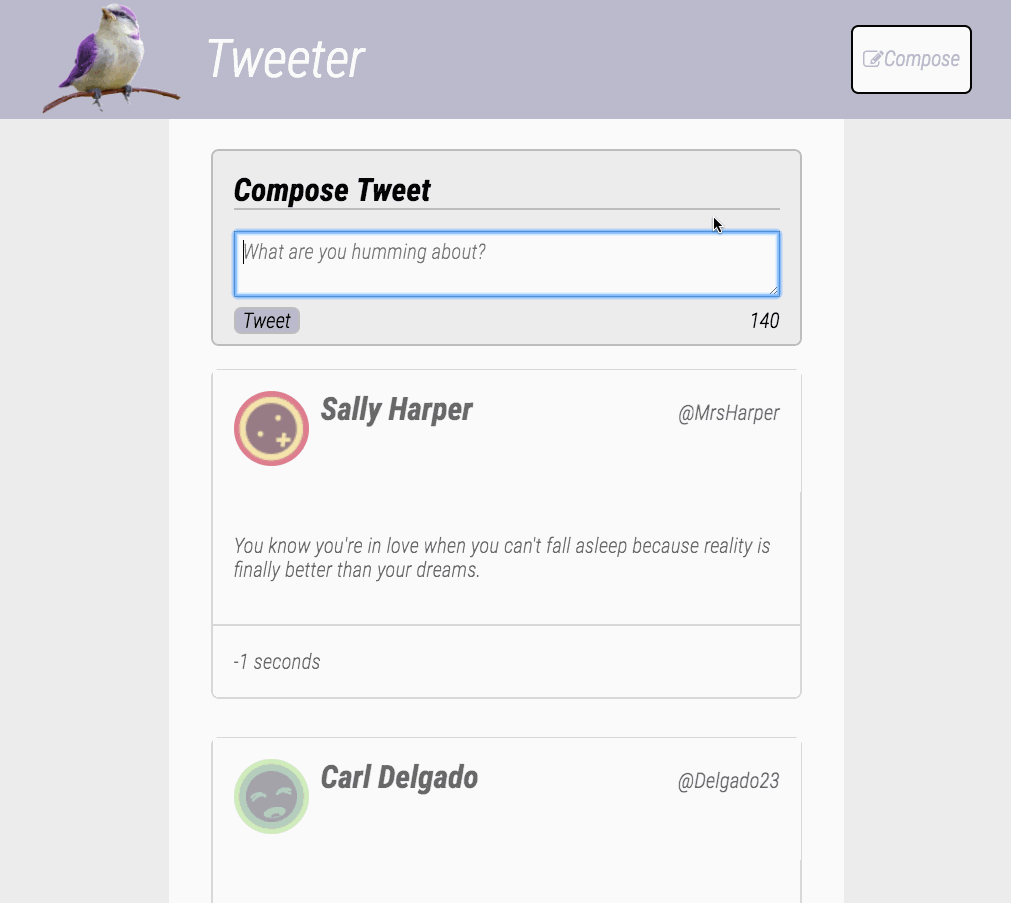 Tweeter
Compose
Compose Tweet
What are you humming about?
Tweet
140
Sally Harper
@MrsHarper
You know you're in love when you can't fall asleep because reality is
finally better than your dreams.
-1 seconds
Carl Delgado
@Delgado23